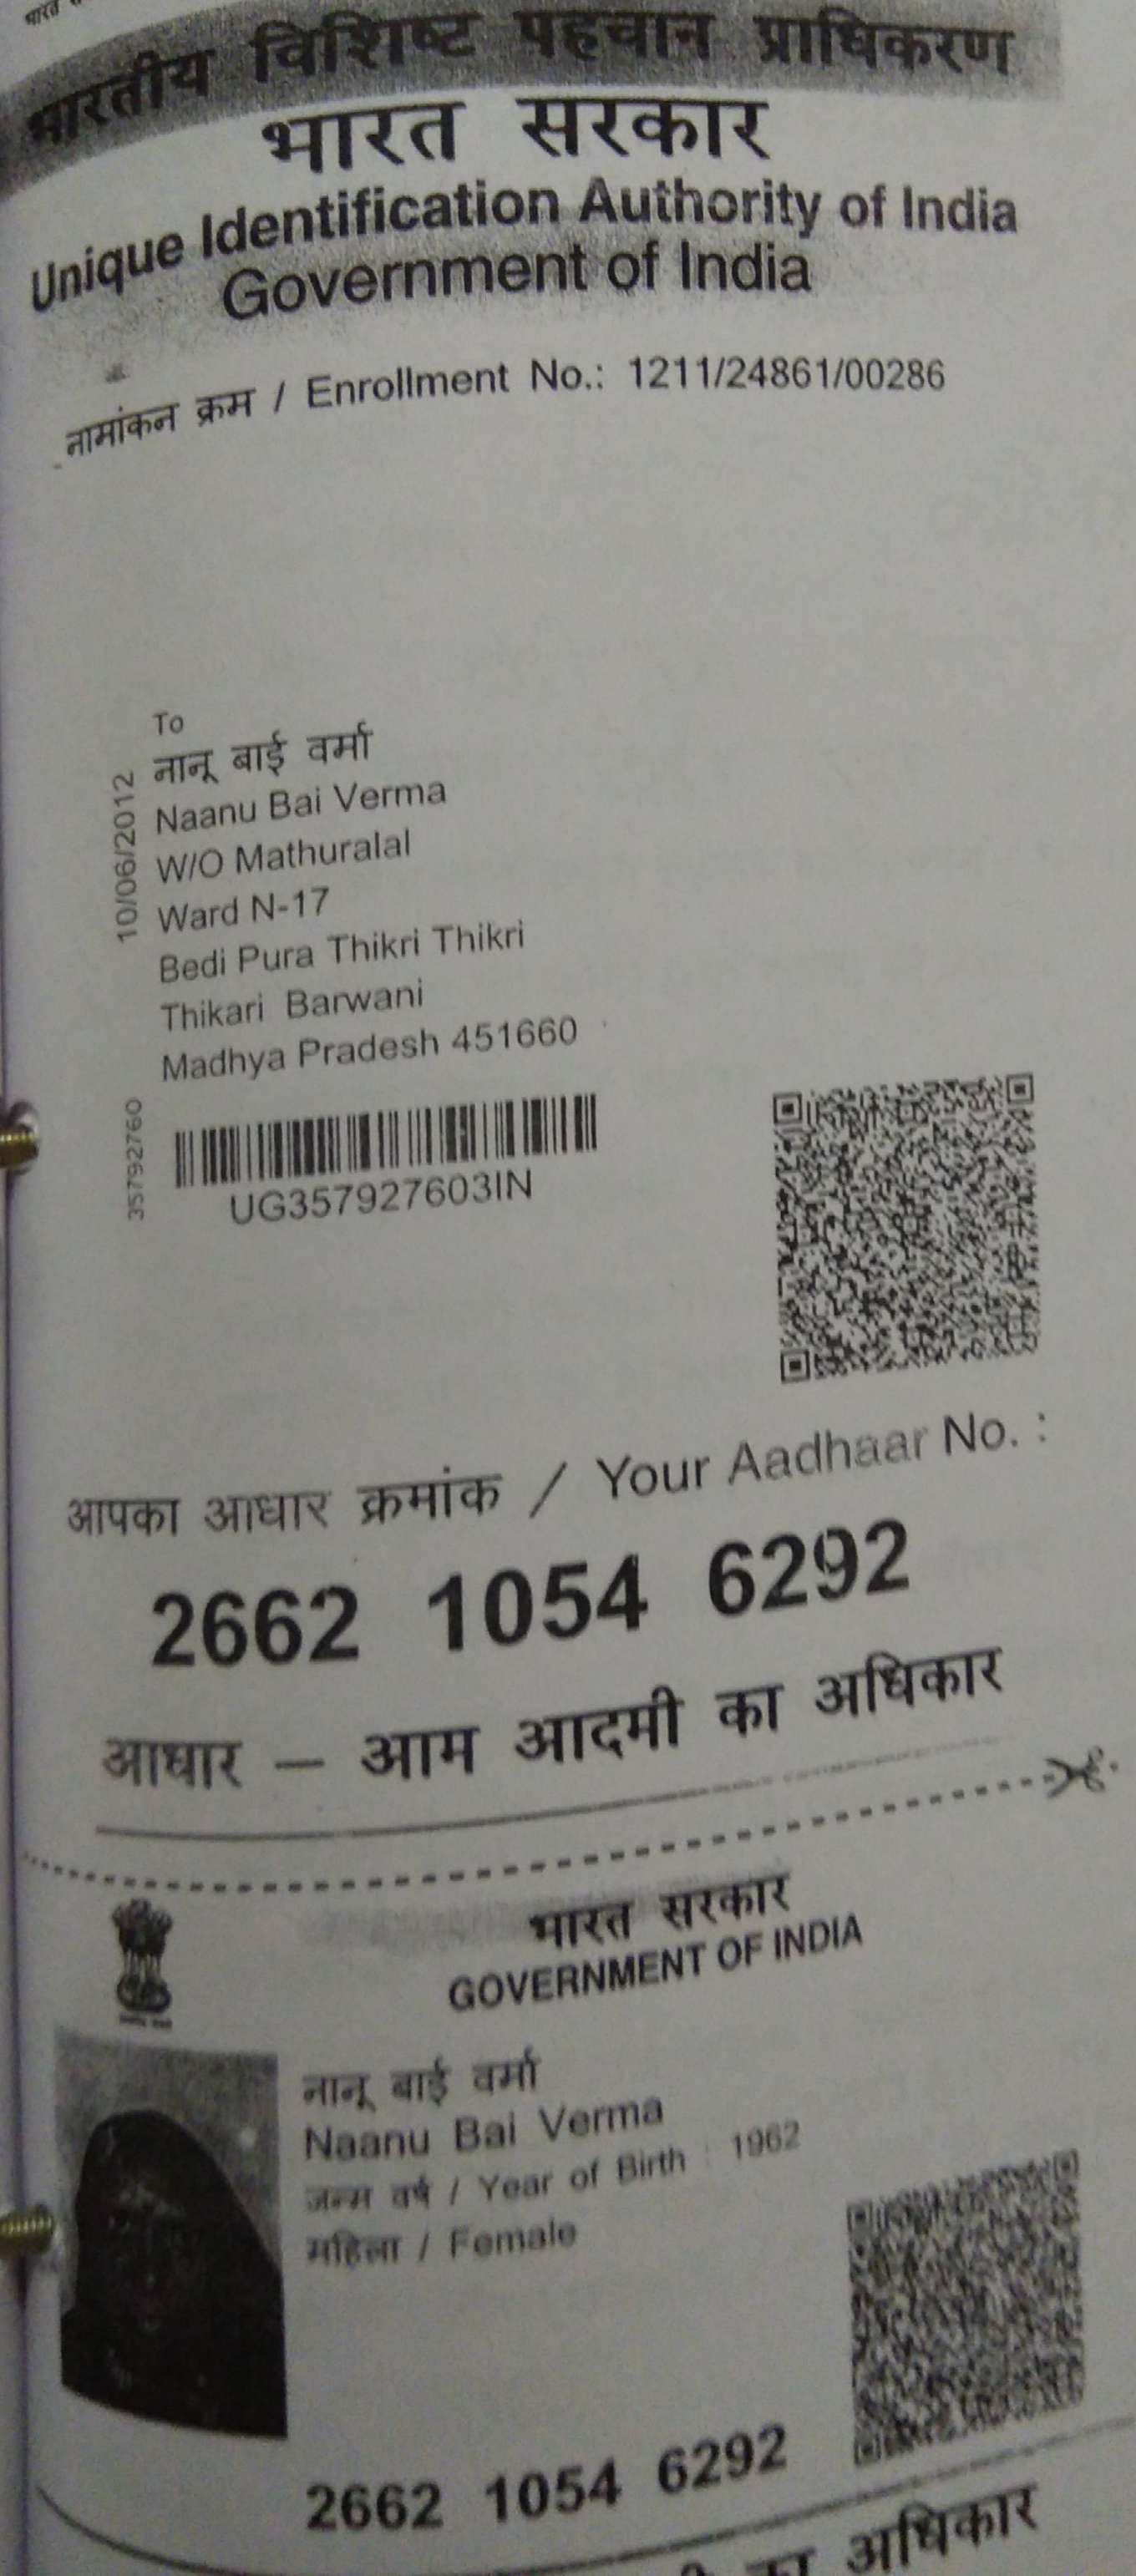 भारत
भारतीय विशिष्ट पहचान प्राधिकरण
भारत सरकार
Unique Identification Authority of India
Government of India
नामांकन क्रम / Enrollment No.: 1211/24861/00286
To
नानू बाई वर्मा
Naanu Bai Verma
W/O Mathuralal
Ward N-17
Bedi Pura Thikri Thikri
Thikari Barwani
Madhya Pradesh 451660
10/06/2012
35792760
UG357927603IN
आपका आधार क्रमांक / Your Aadhaar No. :
2662 1054 6292
आधार – आम आदमी का अधिकार
भारत सरकार
GOVERNMENT OF INDIA
नानू बाई वर्मा
Naanu Bai Verma
जन्म वर्ष / Year of Birth : 1962
महिला / Female
2662 1054 6292
का अधिकार